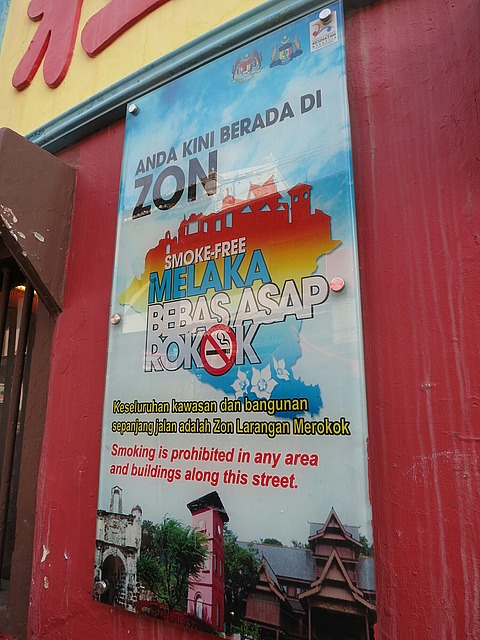 ANDA KINI BERADA DI
ZON
SMOKE-FREE
MELAKA
BEBAS ASAP
ROKOK
Keseluruhan kawasan dan bangunan
sepanjang jalan adalah Zon Larangan Merokok
Smoking is prohibited in any area
and buildings along this street.